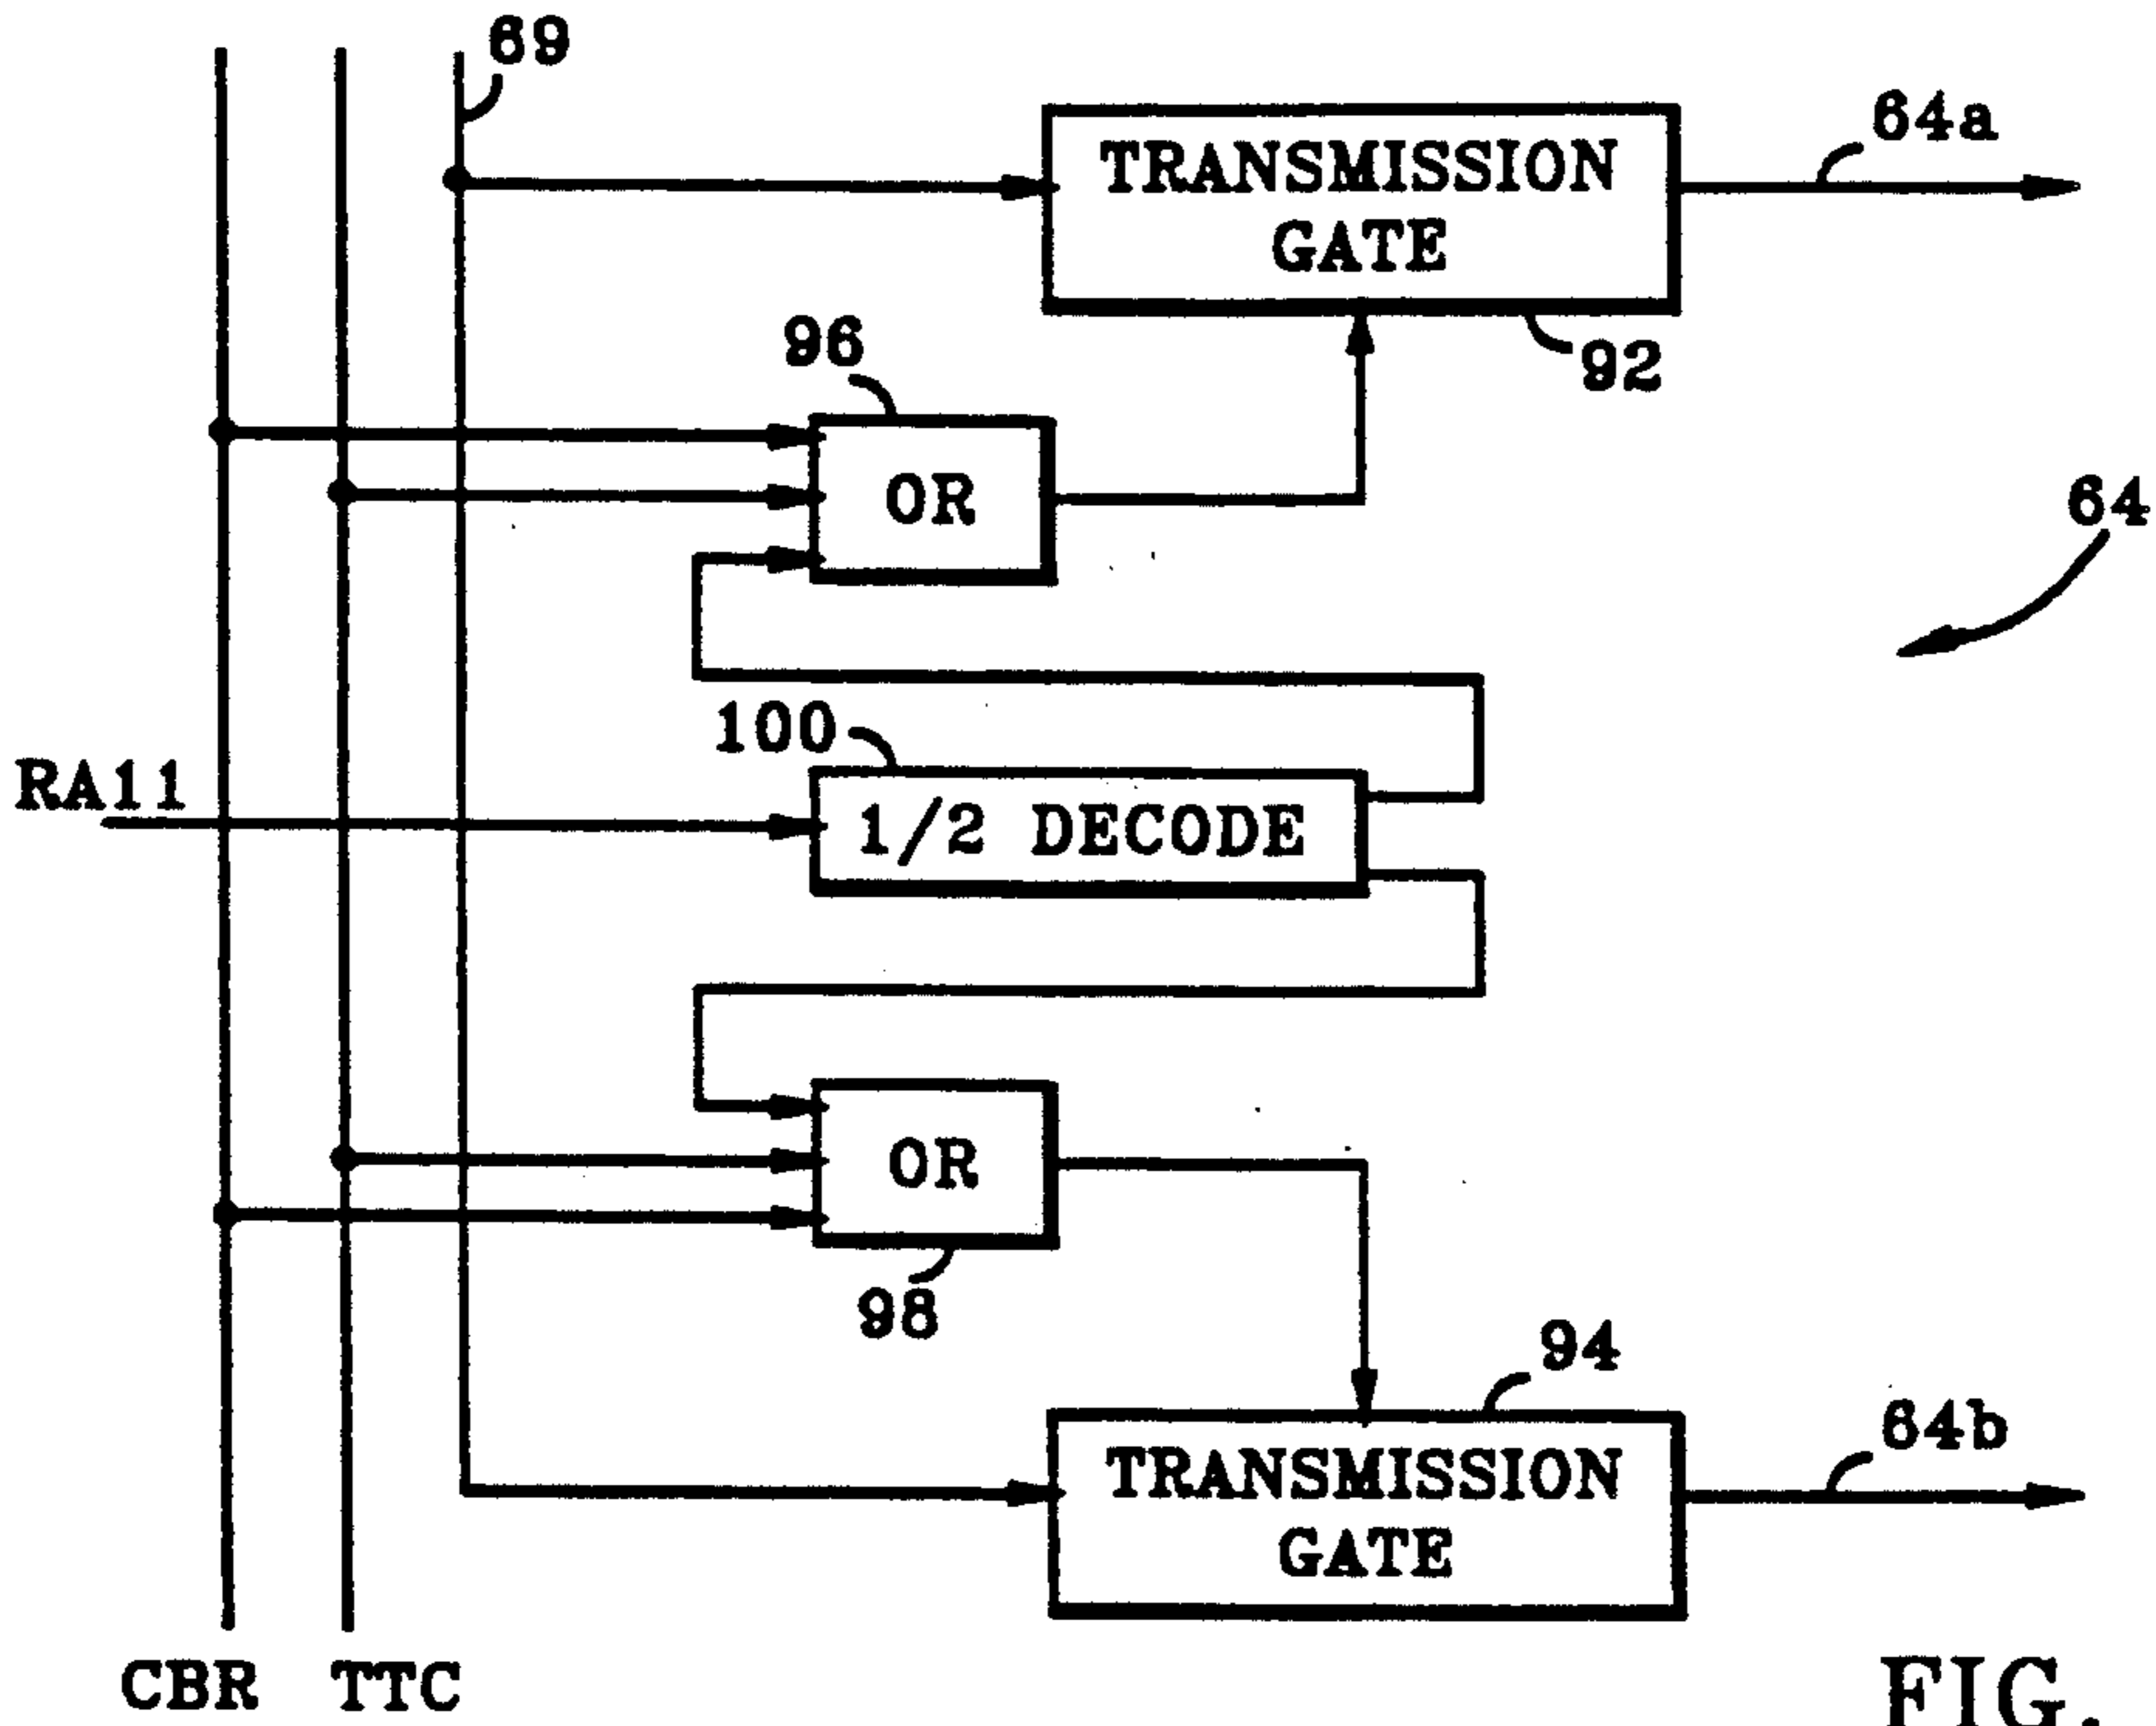 69
64a
TRANSMISSION
GATE
92
96
OR
64
100
RA11
1/2 DECODE
OR
98
94
64b
TRANSMISSION
GATE
CBR TTC
FIG.